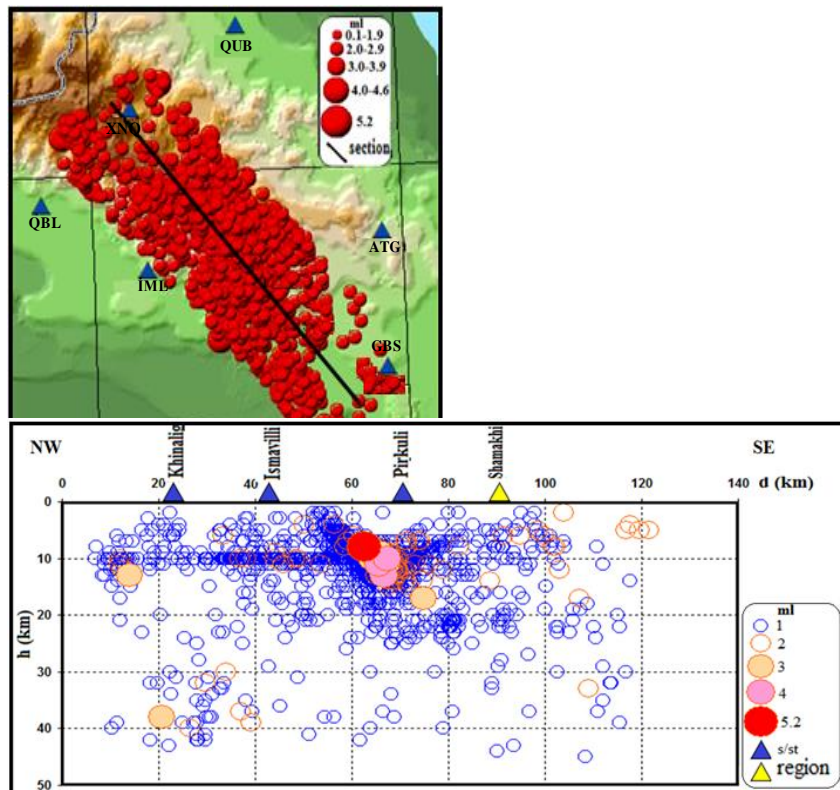 QUB
ml
0.1-1.9
2.0-2.9
3.0-3.9
4.0-4.6
5.2
section
XNQ
QBL
ATG
IML
GBS
NW
Khinalig
Ismavilli
Pirkuli
Shamakhi
SE
0 20 40 60 80 100 120 140
d (km)
0
10
20
30
40
50
h (km)
ml
1
2
3
4
5.2
s/st
region